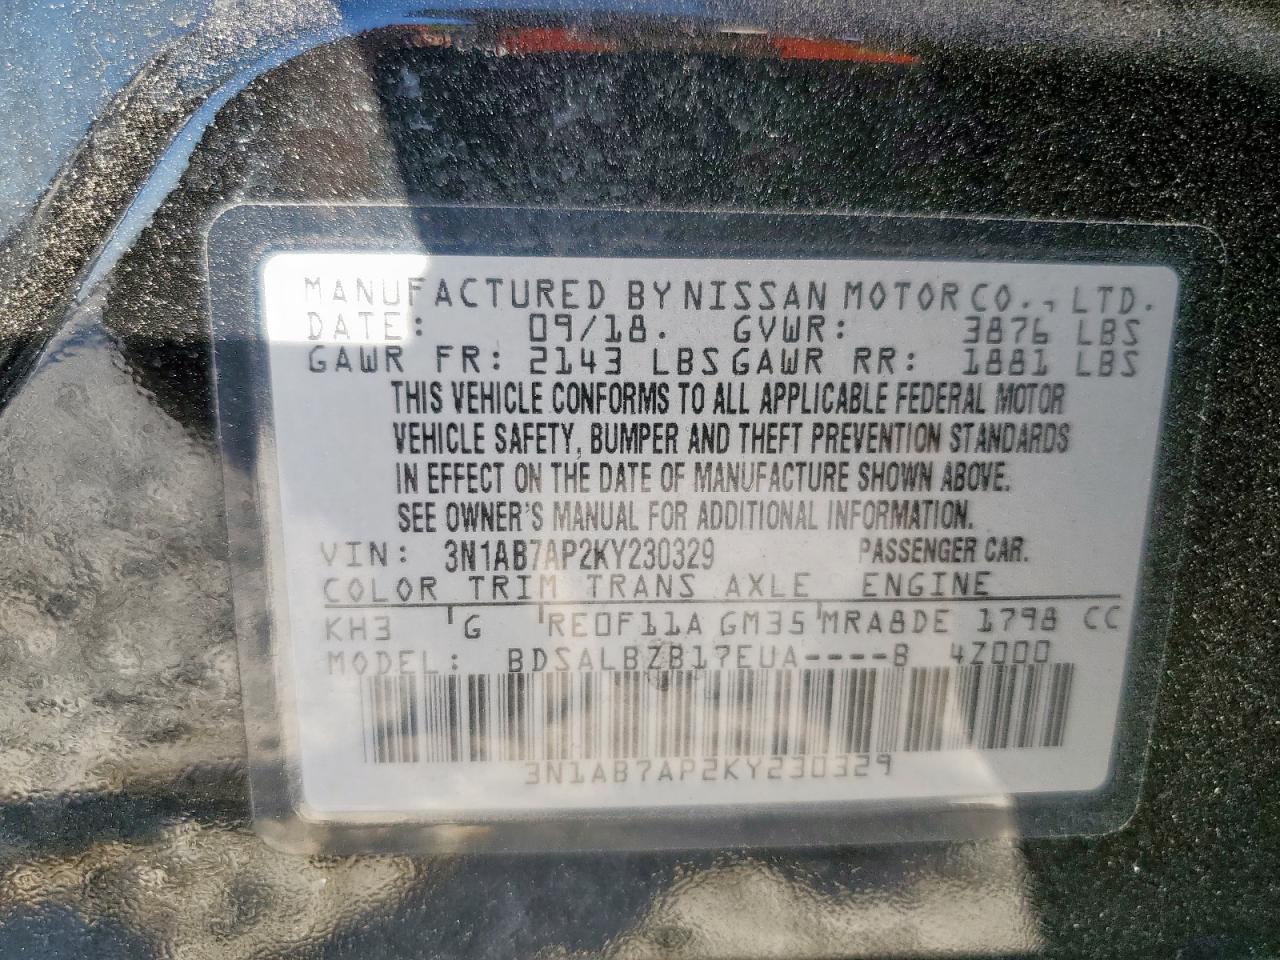 MANUFACTURED BY NISSAN MOTOR CO., LTD.
DATE: 09/18. GVWR: 3876 LBS
GAWR FR: 2143 LBS GAWR RR: 1881 LBS
THIS VEHICLE CONFORMS TO ALL APPLICABLE FEDERAL MOTOR
VEHICLE SAFETY, BUMPER AND THEFT PREVENTION STANDARDS
IN EFFECT ON THE DATE OF MANUFACTURE SHOWN ABOVE.
SEE OWNER'S MANUAL FOR ADDITIONAL INFORMATION.
VIN: 3N1AB7AP2KY230329 PASSENGER CAR.
COLOR TRIM TRANS AXLE ENGINE
KH3 G RE0F11A GM35 MRA8DE 1798 CC
MODEL: BDSALBZB17EUA----B 4Z000
3N1AB7AP2KY230329